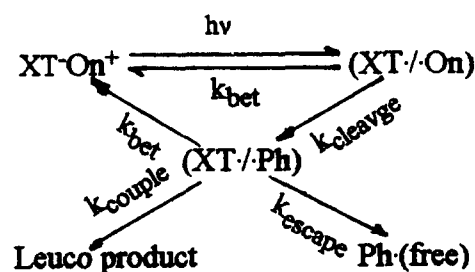 hν
XT⁻On⁺ (XT·/·On)
k_bet
k_bet k_cleavge
(XT·/·Ph)
k_couple k_escape
Leuco product Ph·(free)